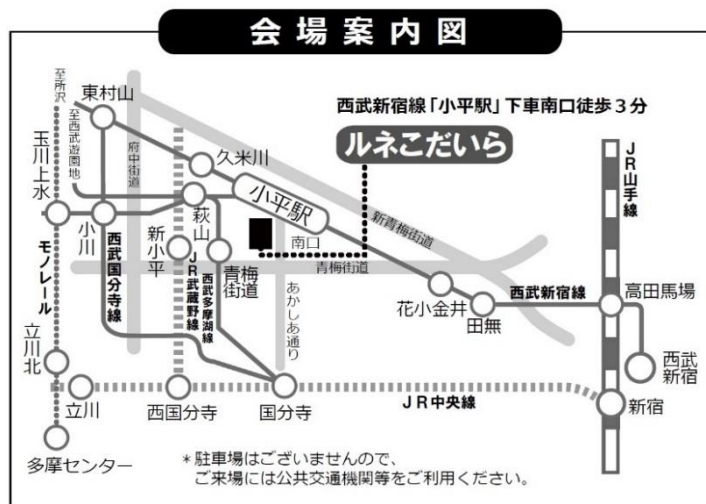 会場案内図
至所沢
東村山
西武新宿線「小平駅」下車南口徒歩3分
ルネこだいら
至西武遊園地
府中街道
久米川
JR山手線
玉川上水
小平駅
新青梅街道
小川
萩山
南口
モノレール
西武国分寺線
新小平
JR武蔵野線
西武多摩湖線
青梅街道
青梅街道
あかしあ通り
花小金井
田無
西武新宿線
高田馬場
立川北
西武新宿
立川
西国分寺
国分寺
JR中央線
新宿
多摩センター
*駐車場はございませんので、
ご来場には公共交通機関等をご利用ください。